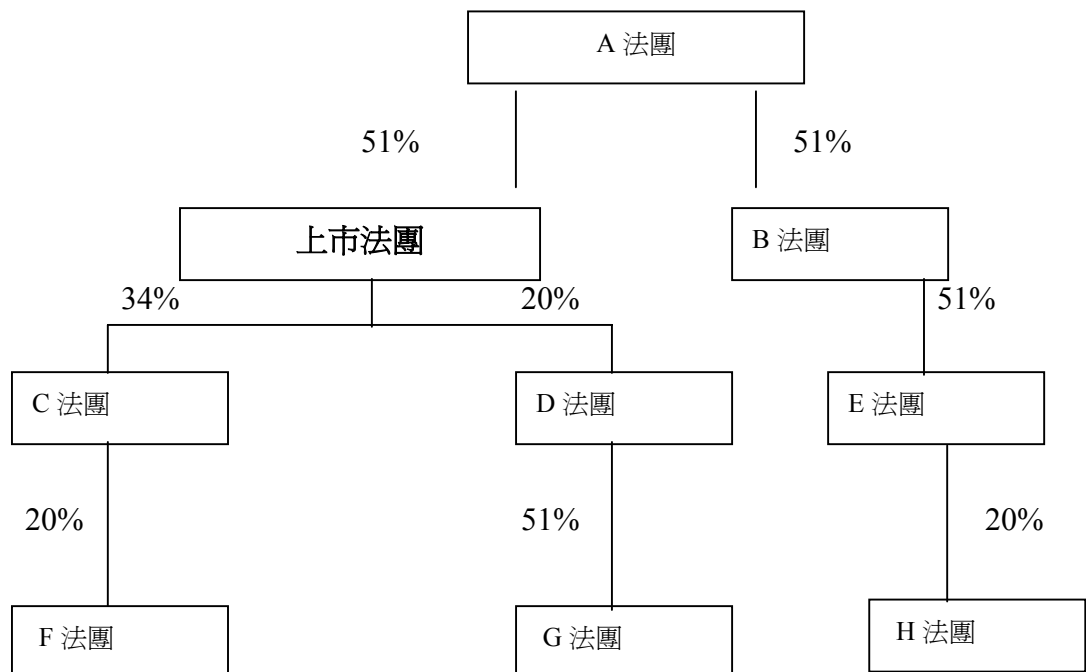 A 法團
51%
51%
上市法團
B 法團
34%
20%
51%
C 法團
D 法團
E 法團
20%
51%
20%
F 法團
G 法團
H 法團